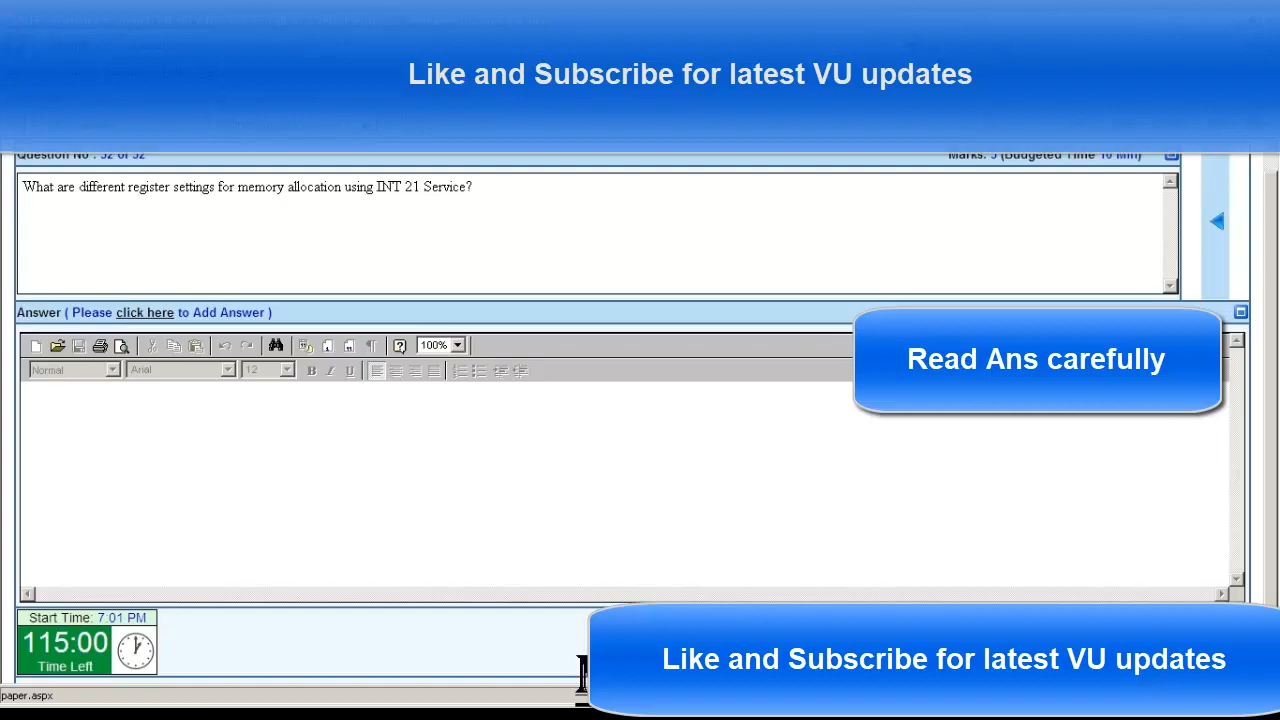 Like and Subscribe for latest VU updates
Question No : 52 of 52
Marks: 5 (Budgeted Time 10 Min)
What are different register settings for memory allocation using INT 21 Service?
Answer ( Please click here to Add Answer )
Read Ans carefully
100%
Normal
Arial
12
B I U
Start Time: 7:01 PM
115:00
Time Left
Like and Subscribe for latest VU updates
paper.aspx